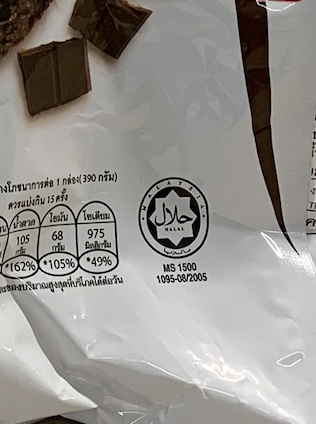 างโภชนาการต่อ 1 กล่อง(390 กรัม)
ควรแบ่งกิน 15 ครั้ง
น้ำตาล ไขมัน โซเดียม
105 68 975
กรัม กรัม มิลลิกรัม
*162% *105% *49%
ของปริมาณสูงสุดที่บริโภคได้ต่อวัน
MALAYSIA
حلال
HALAL
ماليزيا
MS 1500
1095-08/2005